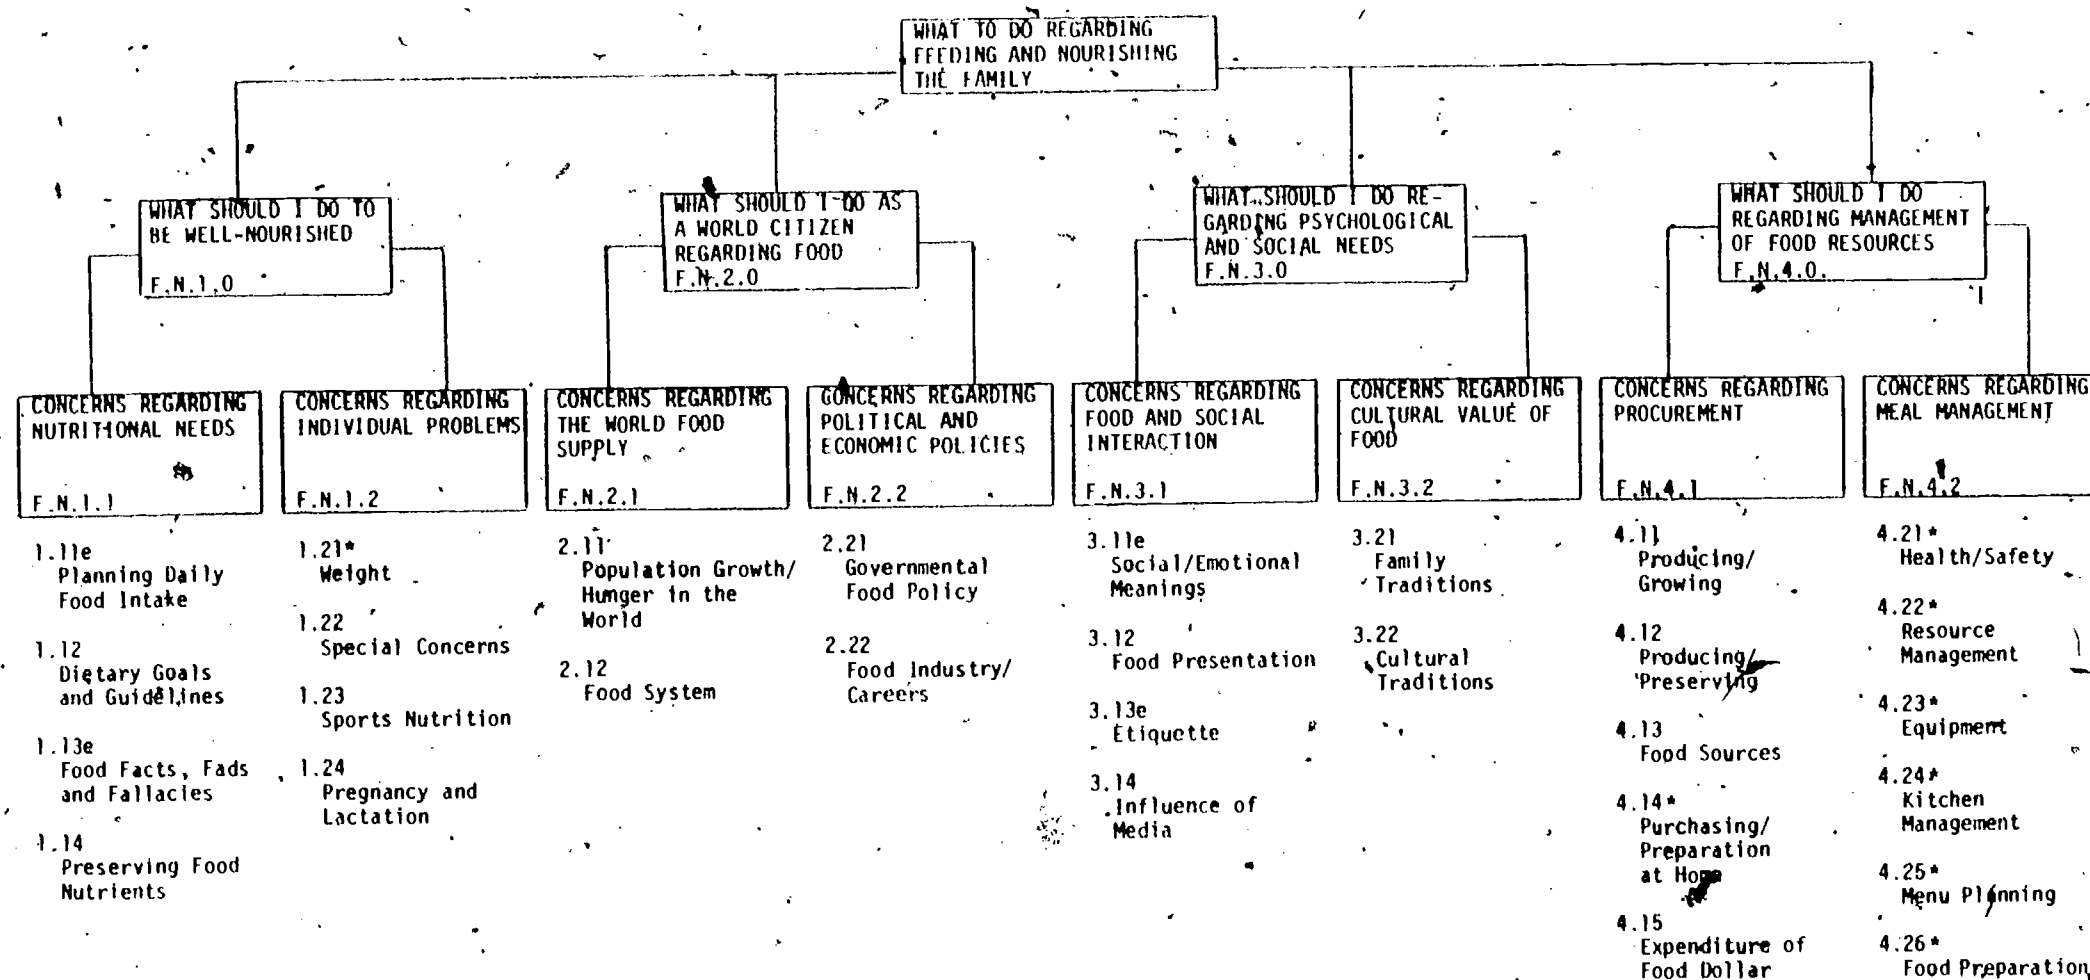 WHAT TO DO REGARDING
FEEDING AND NOURISHING
THE FAMILY
WHAT SHOULD I DO TO
BE WELL-NOURISHED
F.N.1.0
WHAT SHOULD I DO AS
A WORLD CITIZEN
REGARDING FOOD
F.N.2.0
WHAT SHOULD I DO RE-
GARDING PSYCHOLOGICAL
AND SOCIAL NEEDS
F.N.3.0
WHAT SHOULD I DO
REGARDING MANAGEMENT
OF FOOD RESOURCES
F.N.4.0.
CONCERNS REGARDING
NUTRITIONAL NEEDS
F.N.1.1
CONCERNS REGARDING
INDIVIDUAL PROBLEMS
F.N.1.2
CONCERNS REGARDING
THE WORLD FOOD
SUPPLY
F.N.2.1
CONCERNS REGARDING
POLITICAL AND
ECONOMIC POLICIES
F.N.2.2
CONCERNS REGARDING
FOOD AND SOCIAL
INTERACTION
F.N.3.1
CONCERNS REGARDING
CULTURAL VALUE OF
FOOD
F.N.3.2
CONCERNS REGARDING
PROCUREMENT
F.N.4.1
CONCERNS REGARDING
MEAL MANAGEMENT
F.N.4.2
1.11e
Planning Daily
Food Intake
1.12
Dietary Goals
and Guidelines
1.13e
Food Facts, Fads
and Fallacies
1.14
Preserving Food
Nutrients
1.21*
Weight
1.22
Special Concerns
1.23
Sports Nutrition
1.24
Pregnancy and
Lactation
2.11
Population Growth/
Hunger in the
World
2.12
Food System
2.21
Governmental
Food Policy
2.22
Food Industry/
Careers
3.11e
Social/Emotional
Meanings
3.12
Food Presentation
3.13e
Etiquette
3.14
Influence of
Media
3.21
Family
Traditions
3.22
Cultural
Traditions
4.11
Producing/
Growing
4.12
Producing/
Preserving
4.13
Food Sources
4.14*
Purchasing/
Preparation
at Home
4.15
Expenditure of
Food Dollar
4.21*
Health/Safety
4.22*
Resource
Management
4.23*
Equipment
4.24*
Kitchen
Management
4.25*
Menu Planning
4.26*
Food Preparation